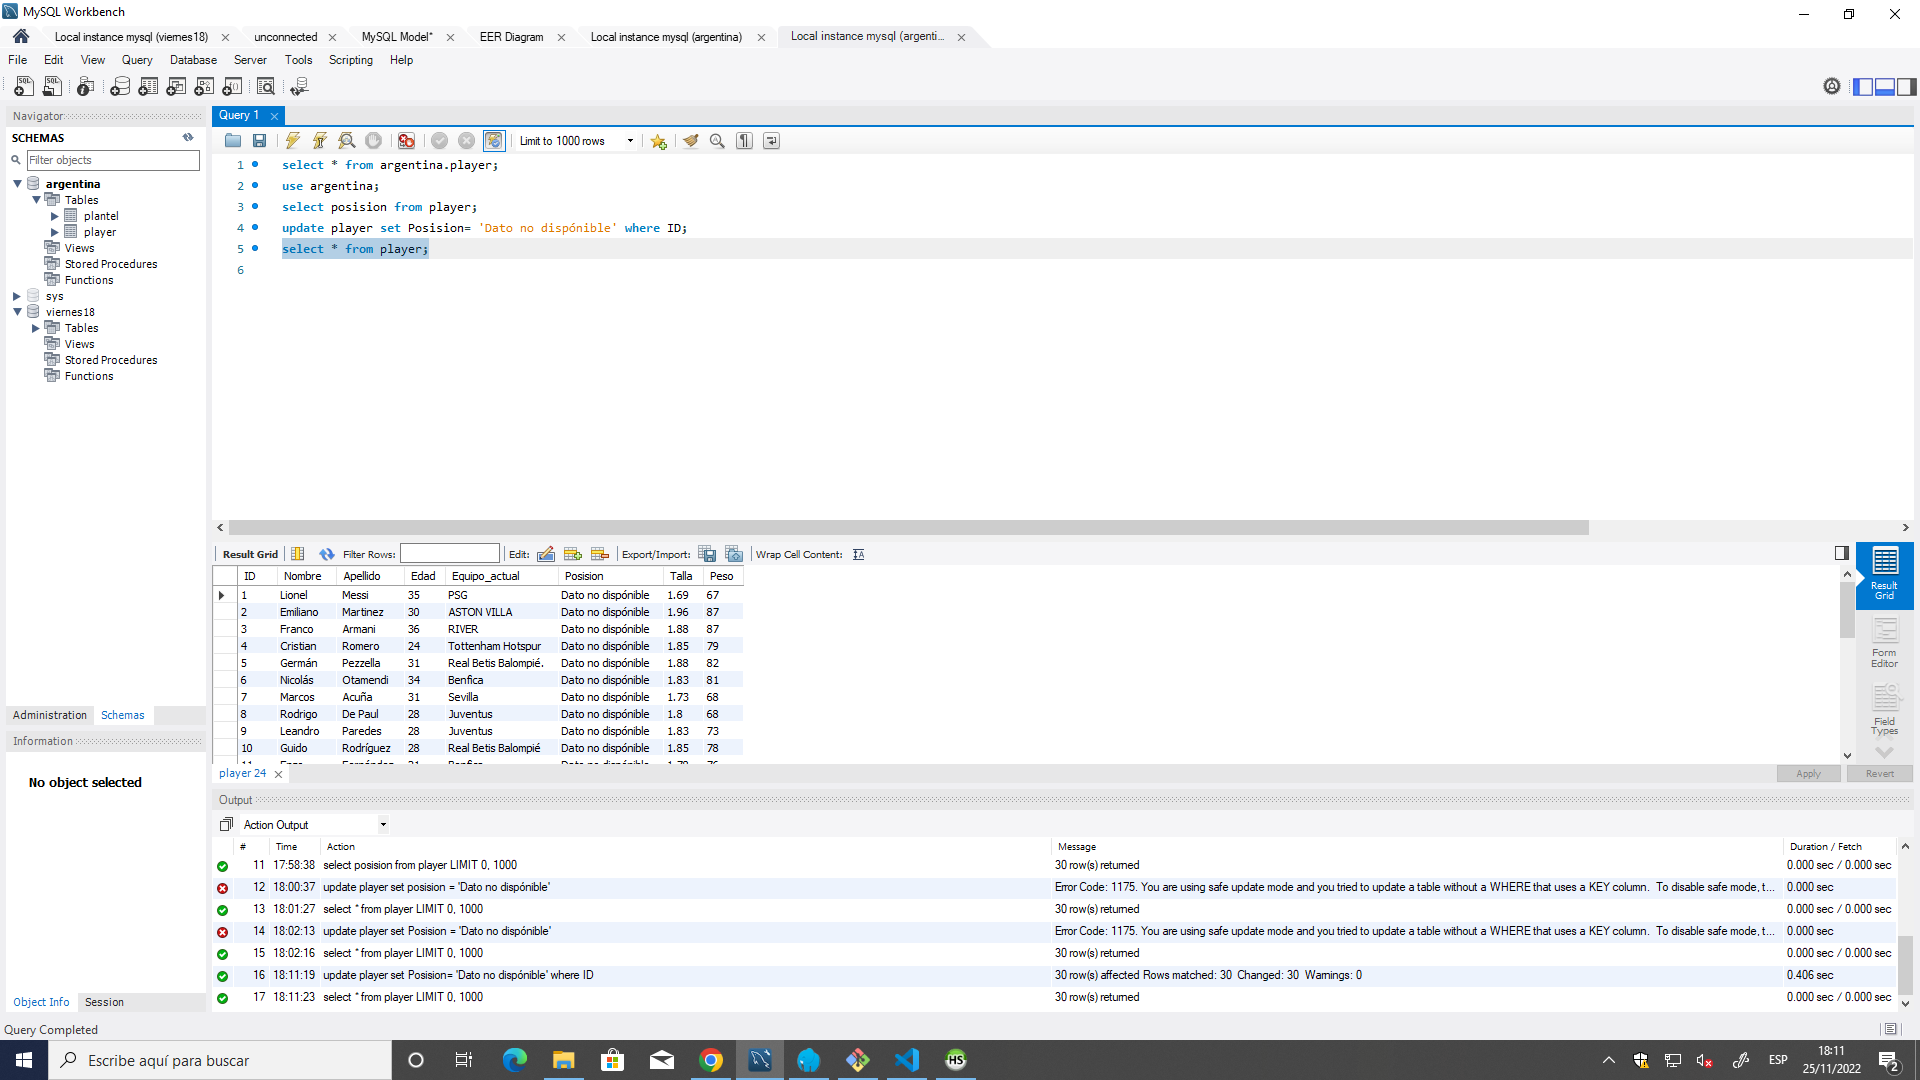 MySQL Workbench
Local instance mysql (viernes18)
unconnected
MySQL Model*
EER Diagram
Local instance mysql (argentina)
Local instance mysql (argenti...
File Edit View Query Database Server Tools Scripting Help
Navigator
SCHEMAS
Filter objects
argentina
Tables
plantel
player
Views
Stored Procedures
Functions
sys
viernes18
Tables
Views
Stored Procedures
Functions
Administration Schemas
Information
No object selected
Object Info Session
Query 1
Limit to 1000 rows
1 select * from argentina.player;
2 use argentina;
3 select posision from player;
4 update player set Posision= 'Dato no dispónible' where ID;
5 select * from player;
6
Result Grid Filter Rows: Edit: Export/Import: Wrap Cell Content:
ID Nombre Apellido Edad Equipo_actual Posision Talla Peso
1 Lionel Messi 35 PSG Dato no dispónible 1.69 67
2 Emiliano Martinez 30 ASTON VILLA Dato no dispónible 1.96 87
3 Franco Armani 36 RIVER Dato no dispónible 1.88 87
4 Cristian Romero 24 Tottenham Hotspur Dato no dispónible 1.85 79
5 Germán Pezzella 31 Real Betis Balompié. Dato no dispónible 1.88 82
6 Nicolás Otamendi 34 Benfica Dato no dispónible 1.83 81
7 Marcos Acuña 31 Sevilla Dato no dispónible 1.73 68
8 Rodrigo De Paul 28 Juventus Dato no dispónible 1.8 68
9 Leandro Paredes 28 Juventus Dato no dispónible 1.83 73
10 Guido Rodríguez 28 Real Betis Balompié Dato no dispónible 1.85 78
Result Grid
Form Editor
Field Types
player 24
Apply Revert
Output
Action Output
# Time Action Message Duration / Fetch
11 17:58:38 select posision from player LIMIT 0, 1000 30 row(s) returned 0.000 sec / 0.000 sec
12 18:00:37 update player set posision = 'Dato no dispónible' Error Code: 1175. You are using safe update mode and you tried to update a table without a WHERE that uses a KEY column.  To disable safe mode, t... 0.000 sec
13 18:01:27 select * from player LIMIT 0, 1000 30 row(s) returned 0.000 sec / 0.000 sec
14 18:02:13 update player set Posision = 'Dato no dispónible' Error Code: 1175. You are using safe update mode and you tried to update a table without a WHERE that uses a KEY column.  To disable safe mode, t... 0.000 sec
15 18:02:16 select * from player LIMIT 0, 1000 30 row(s) returned 0.000 sec / 0.000 sec
16 18:11:19 update player set Posision= 'Dato no dispónible' where ID 30 row(s) affected Rows matched: 30  Changed: 30  Warnings: 0 0.406 sec
17 18:11:23 select * from player LIMIT 0, 1000 30 row(s) returned 0.000 sec / 0.000 sec
Query Completed
Escribe aquí para buscar
HS
ESP
18:11
25/11/2022
2